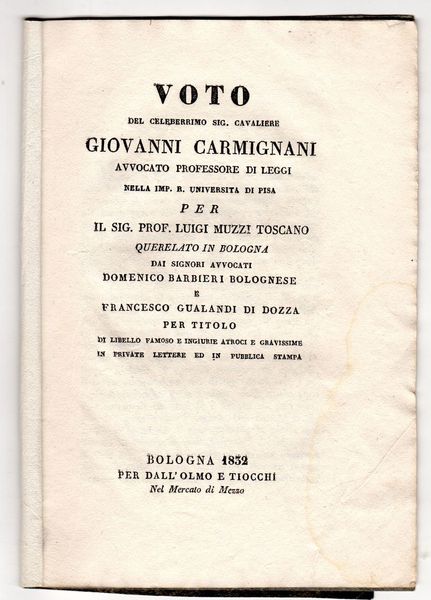 VOTO
DEL CELEBERRIMO SIG. CAVALIERE
GIOVANNI CARMIGNANI
AVVOCATO PROFESSORE DI LEGGI
NELLA IMP. R. UNIVERSITA DI PISA
PER
IL SIG. PROF. LUIGI MUZZI TOSCANO
QUERELATO IN BOLOGNA
DAI SIGNORI AVVOCATI
DOMENICO BARBIERI BOLOGNESE
E
FRANCESCO GUALANDI DI DOZZA
PER TITOLO
DI LIBELLO FAMOSO E INGIURIE ATROCI E GRAVISSIME
IN PRIVATE LETTERE ED IN PUBBLICA STAMPA
BOLOGNA 1832
PER DALL'OLMO E TIOCCHI
Nel Mercato di Mezzo